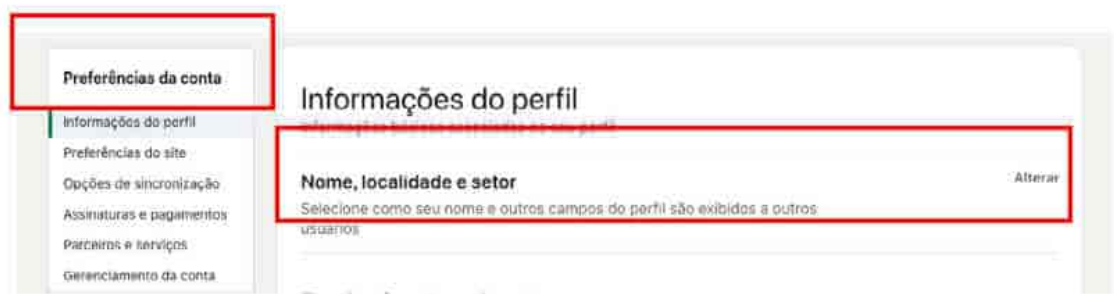 Preferências da conta
Informações do perfil
Preferências do site
Opções de sincronização
Assinaturas e pagamentos
Parceiros e serviços
Gerenciamento da conta
Informações do perfil
Nome, localidade e setor
Alterar
Selecione como seu nome e outros campos do perfil são exibidos a outros
usuários